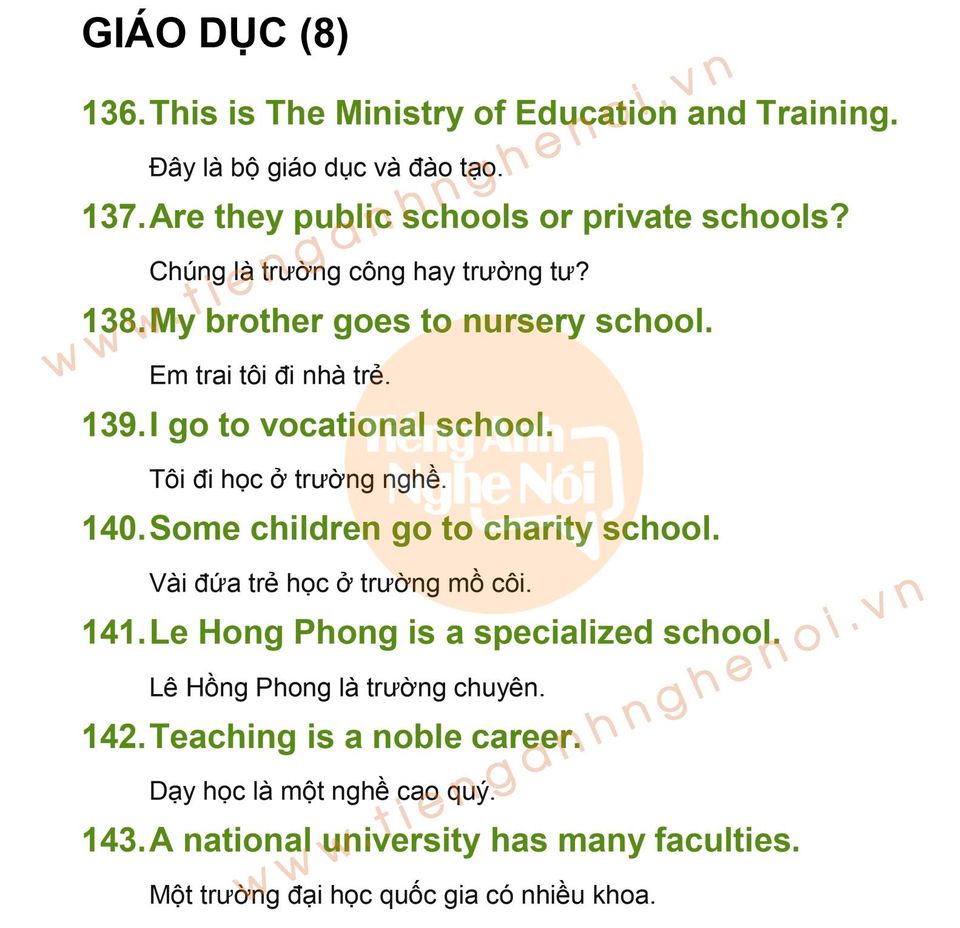 GIÁO DỤC (8)
136. This is The Ministry of Education and Training.
Đây là bộ giáo dục và đào tạo.
137. Are they public schools or private schools?
Chúng là trường công hay trường tư?
138. My brother goes to nursery school.
Em trai tôi đi nhà trẻ.
139. I go to vocational school.
Tôi đi học ở trường nghề.
140. Some children go to charity school.
Vài đứa trẻ học ở trường mồ côi.
141. Le Hong Phong is a specialized school.
Lê Hồng Phong là trường chuyên.
142. Teaching is a noble career.
Dạy học là một nghề cao quý.
143. A national university has many faculties.
Một trường đại học quốc gia có nhiều khoa.
www.tienganhnghenoi.vn
Tiếng Anh
Nghe Nói
www.tienganhnghenoi.vn